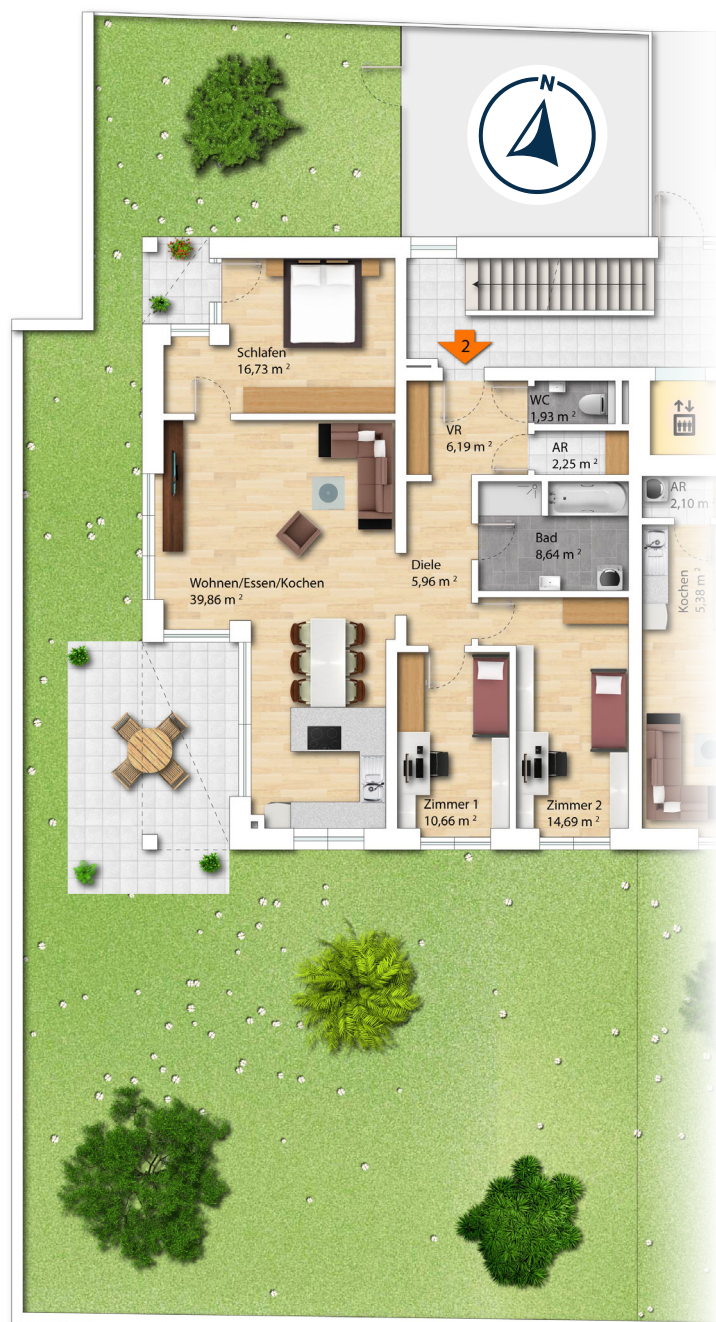 N
2
Schlafen
16,73 m²
WC
1,93 m²
VR
6,19 m²
AR
2,25 m²
AR
2,10 m
Bad
8,64 m²
Diele
5,96 m²
Wohnen/Essen/Kochen
39,86 m²
Kochen
5,38 m²
Zimmer 1
10,66 m²
Zimmer 2
14,69 m²